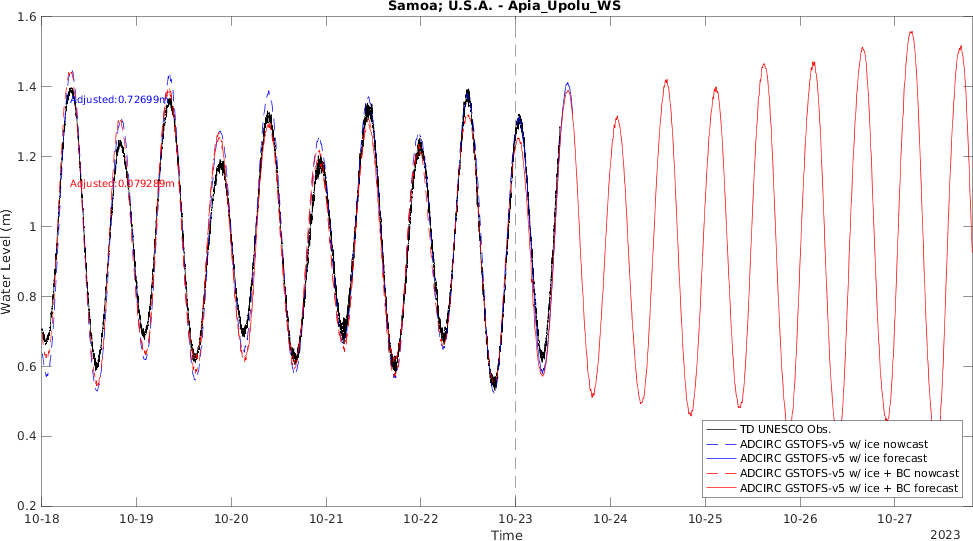 Samoa; U.S.A. - Apia_Upolu_WS
1.6
1.4
Adjusted:0.72699m
1.2
Adjusted:0.079289m
Water Level (m)
1
0.8
0.6
0.4
0.2
TD UNESCO Obs.
ADCIRC GSTOFS-v5 w/ ice nowcast
ADCIRC GSTOFS-v5 w/ ice forecast
ADCIRC GSTOFS-v5 w/ ice + BC nowcast
ADCIRC GSTOFS-v5 w/ ice + BC forecast
10-18 10-19 10-20 10-21 10-22 10-23 10-24 10-25 10-26 10-27
Time
2023